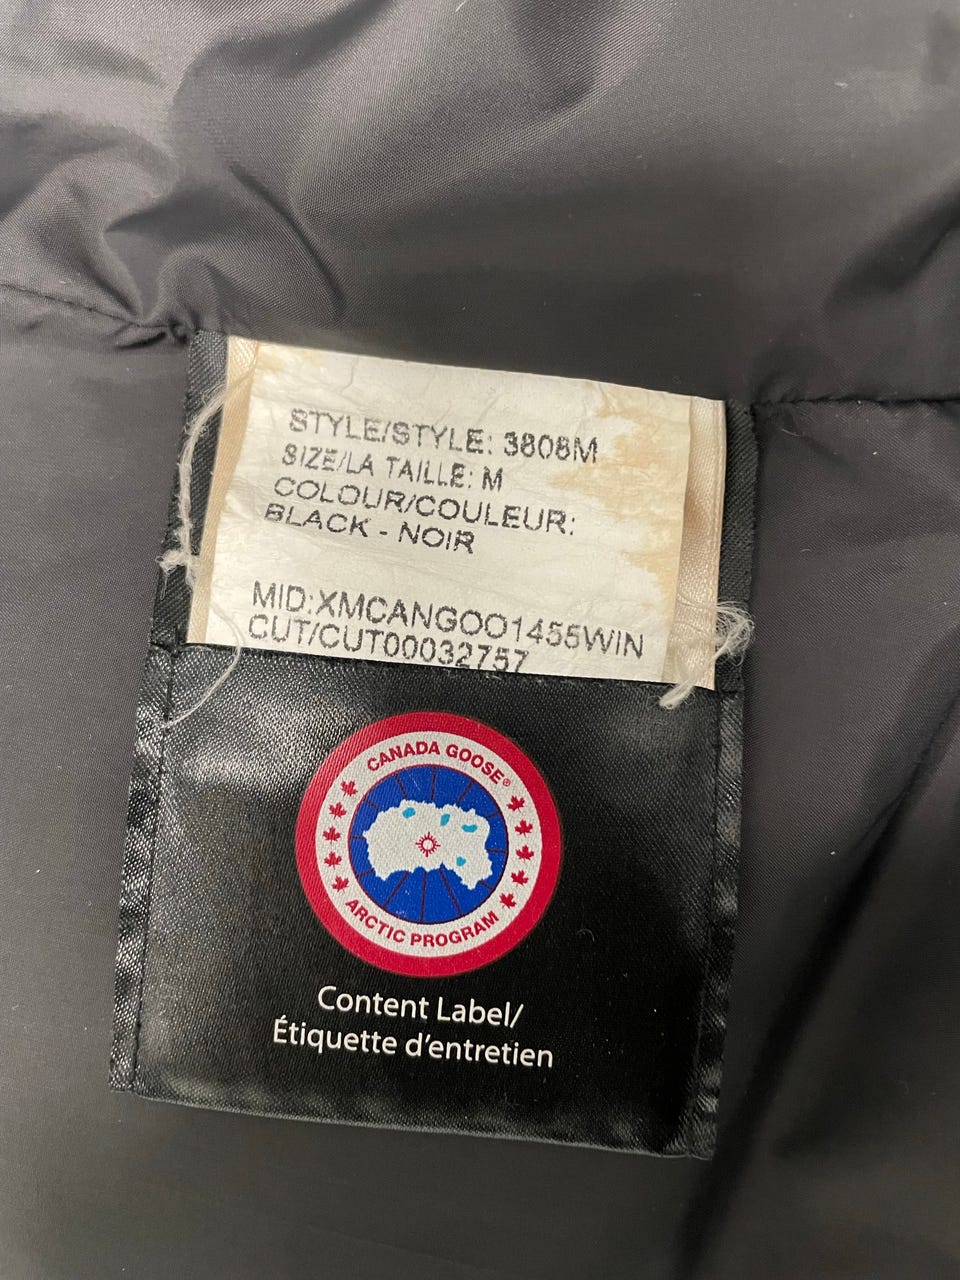 STYLE/STYLE: 3808M
SIZE/LA TAILLE: M
COLOUR/COULEUR:
BLACK - NOIR
MID:XMCANGOO1455WIN
CUT/CUT00032757
CANADA GOOSE®
ARCTIC PROGRAM
Content Label/
Étiquette d'entretien